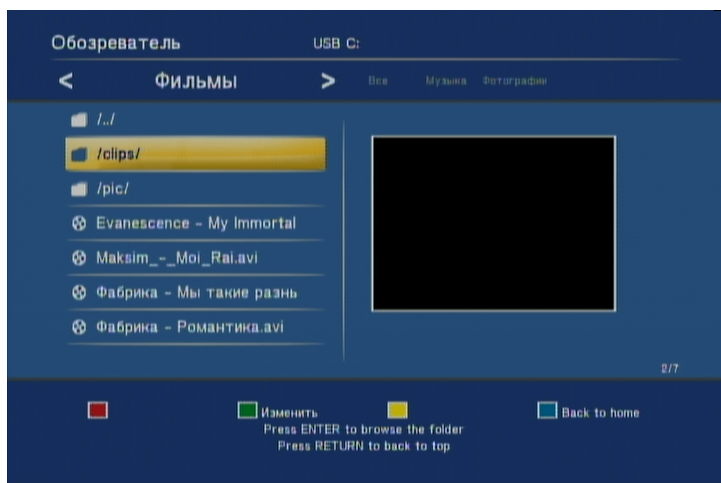 Обозреватель USB C:
< Фильмы > Все Музыка Фотографии
/../
/clips/
/pic/
Evanescence - My Immortal
Maksim_-_Moi_Rai.avi
Фабрика - Мы такие разнь
Фабрика - Романтика.avi
2/7
Изменить Back to home
Press ENTER to browse the folder
Press RETURN to back to top